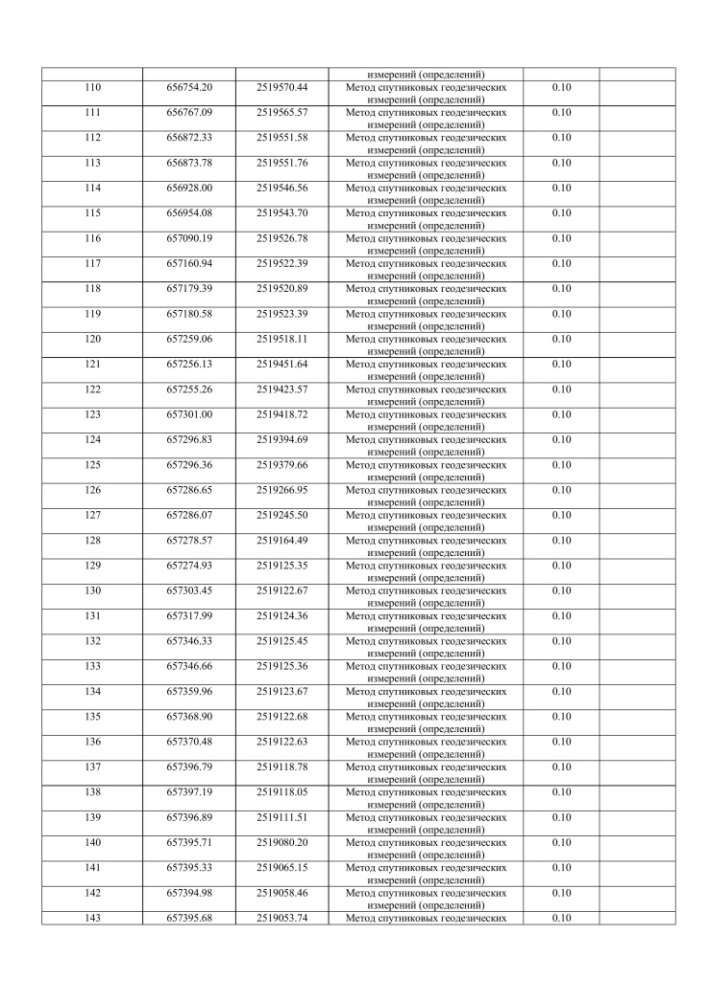 измерений (определений)
110 656754.20 2519570.44 Метод спутниковых геодезических 0.10
измерений (определений)
111 656767.09 2519565.57 Метод спутниковых геодезических 0.10
измерений (определений)
112 656872.33 2519551.58 Метод спутниковых геодезических 0.10
измерений (определений)
113 656873.78 2519551.76 Метод спутниковых геодезических 0.10
измерений (определений)
114 656928.00 2519546.56 Метод спутниковых геодезических 0.10
измерений (определений)
115 656954.08 2519543.70 Метод спутниковых геодезических 0.10
измерений (определений)
116 657090.19 2519526.78 Метод спутниковых геодезических 0.10
измерений (определений)
117 657160.94 2519522.39 Метод спутниковых геодезических 0.10
измерений (определений)
118 657179.39 2519520.89 Метод спутниковых геодезических 0.10
измерений (определений)
119 657180.58 2519523.39 Метод спутниковых геодезических 0.10
измерений (определений)
120 657259.06 2519518.11 Метод спутниковых геодезических 0.10
измерений (определений)
121 657256.13 2519451.64 Метод спутниковых геодезических 0.10
измерений (определений)
122 657255.26 2519423.57 Метод спутниковых геодезических 0.10
измерений (определений)
123 657301.00 2519418.72 Метод спутниковых геодезических 0.10
измерений (определений)
124 657296.83 2519394.69 Метод спутниковых геодезических 0.10
измерений (определений)
125 657296.36 2519379.66 Метод спутниковых геодезических 0.10
измерений (определений)
126 657286.65 2519266.95 Метод спутниковых геодезических 0.10
измерений (определений)
127 657286.07 2519245.50 Метод спутниковых геодезических 0.10
измерений (определений)
128 657278.57 2519164.49 Метод спутниковых геодезических 0.10
измерений (определений)
129 657274.93 2519125.35 Метод спутниковых геодезических 0.10
измерений (определений)
130 657303.45 2519122.67 Метод спутниковых геодезических 0.10
измерений (определений)
131 657317.99 2519124.36 Метод спутниковых геодезических 0.10
измерений (определений)
132 657346.33 2519125.45 Метод спутниковых геодезических 0.10
измерений (определений)
133 657346.66 2519125.36 Метод спутниковых геодезических 0.10
измерений (определений)
134 657359.96 2519123.67 Метод спутниковых геодезических 0.10
измерений (определений)
135 657368.90 2519122.68 Метод спутниковых геодезических 0.10
измерений (определений)
136 657370.48 2519122.63 Метод спутниковых геодезических 0.10
измерений (определений)
137 657396.79 2519118.78 Метод спутниковых геодезических 0.10
измерений (определений)
138 657397.19 2519118.05 Метод спутниковых геодезических 0.10
измерений (определений)
139 657396.89 2519111.51 Метод спутниковых геодезических 0.10
измерений (определений)
140 657395.71 2519080.20 Метод спутниковых геодезических 0.10
измерений (определений)
141 657395.33 2519065.15 Метод спутниковых геодезических 0.10
измерений (определений)
142 657394.98 2519058.46 Метод спутниковых геодезических 0.10
измерений (определений)
143 657395.68 2519053.74 Метод спутниковых геодезических 0.10